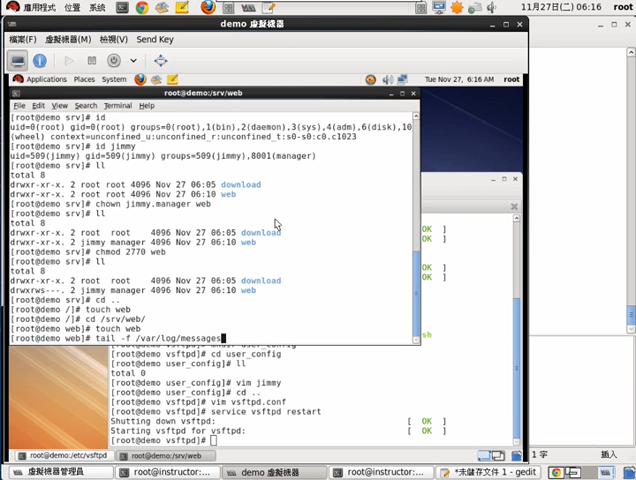 應用程式 位置 系統 11月27日(二) 06:16 root
demo 虛擬機器
檔案(F) 虛擬機器(M) 檢視(V) Send Key
Applications Places System Tue Nov 27, 6:16 AM root
root@demo:/srv/web
File Edit View Search Terminal Help
[root@demo srv]# id
uid=0(root) gid=0(root) groups=0(root),1(bin),2(daemon),3(sys),4(adm),6(disk),10
(wheel) context=unconfined_u:unconfined_r:unconfined_t:s0-s0:c0.c1023
[root@demo srv]# id jimmy
uid=509(jimmy) gid=509(jimmy) groups=509(jimmy),8001(manager)
[root@demo srv]# ll
total 8
drwxr-xr-x. 2 root root 4096 Nov 27 06:05 download
drwxr-xr-x. 2 root root 4096 Nov 27 06:10 web
[root@demo srv]# chown jimmy.manager web
[root@demo srv]# ll
total 8
drwxr-xr-x. 2 root root 4096 Nov 27 06:05 download
drwxr-xr-x. 2 jimmy manager 4096 Nov 27 06:10 web
[root@demo srv]# chmod 2770 web
[root@demo srv]# ll
total 8
drwxr-xr-x. 2 root root 4096 Nov 27 06:05 download
drwxrws---. 2 jimmy manager 4096 Nov 27 06:10 web
[root@demo srv]# cd ..
[root@demo /]# touch web
[root@demo /]# cd /srv/web/
[root@demo web]# touch web
[root@demo web]# tail -f /var/log/messages
OK ]
OK ]
OK ]
OK ]
sh
[root@demo vsftpd]# cd user_config
[root@demo user_config]# ll
total 0
[root@demo user_config]# vim jimmy
[root@demo user_config]# cd ..
[root@demo vsftpd]# vim vsftpd.conf
[root@demo vsftpd]# service vsftpd restart
Shutting down vsftpd: [ OK ]
Starting vsftpd for vsftpd: [ OK ]
[root@demo vsftpd]#
root@demo:/etc/vsftpd root@demo:/srv/web
1 字 插入
虛擬機器管理員 root@instructor:... demo 虛擬機器 root@instructor:... *未儲存文件 1 - gedit